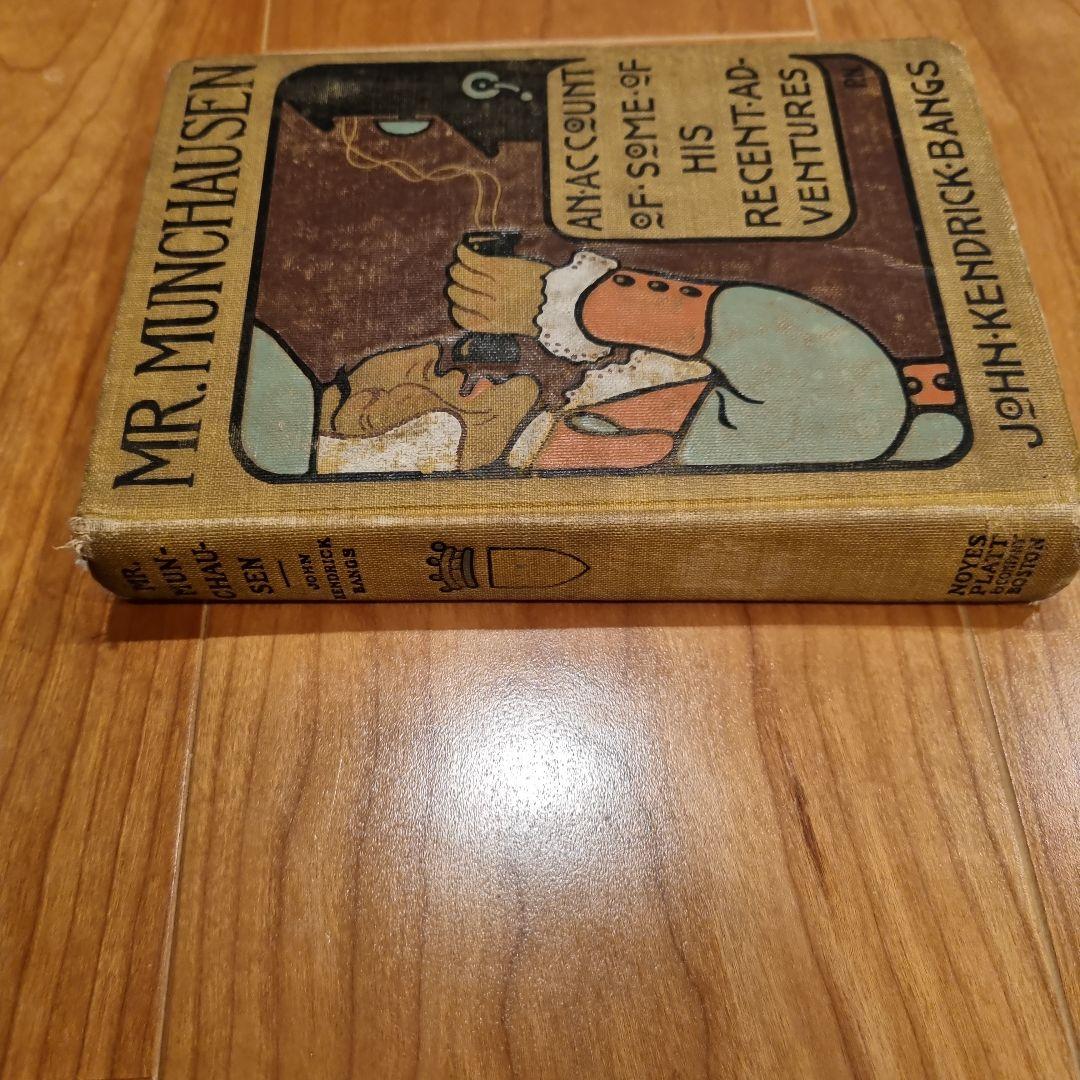 MR. MUNCHAUSEN
AN·ACCOUNT
OF·SOME·OF
HIS
RECENT·AD-
VENTURES
P.N.
JOHN·KENDRICK·BANGS
MR.
MUN-
CHAU-
SEN
JOHN
KENDRICK
BANGS
NOYES
PLATT
& COMPANY
BOSTON